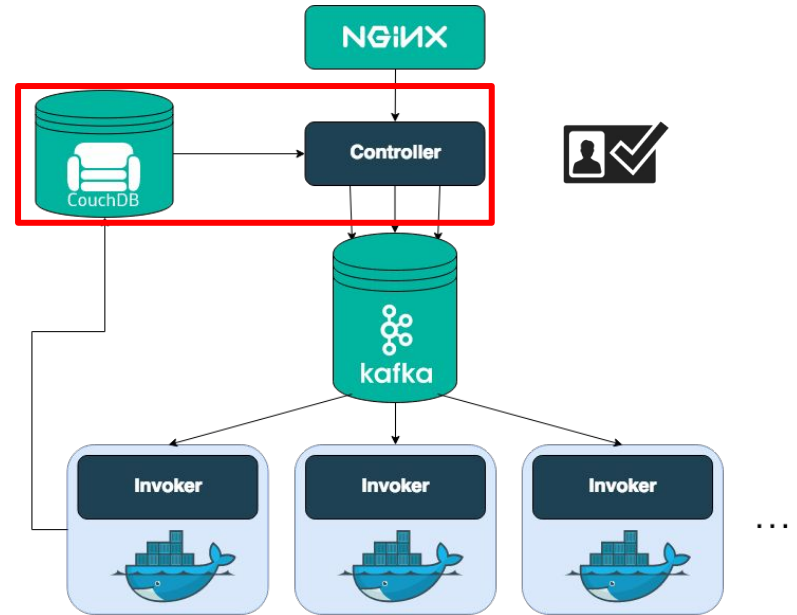 NGiNX
Controller
CouchDB
kafka
Invoker
Invoker
Invoker
...